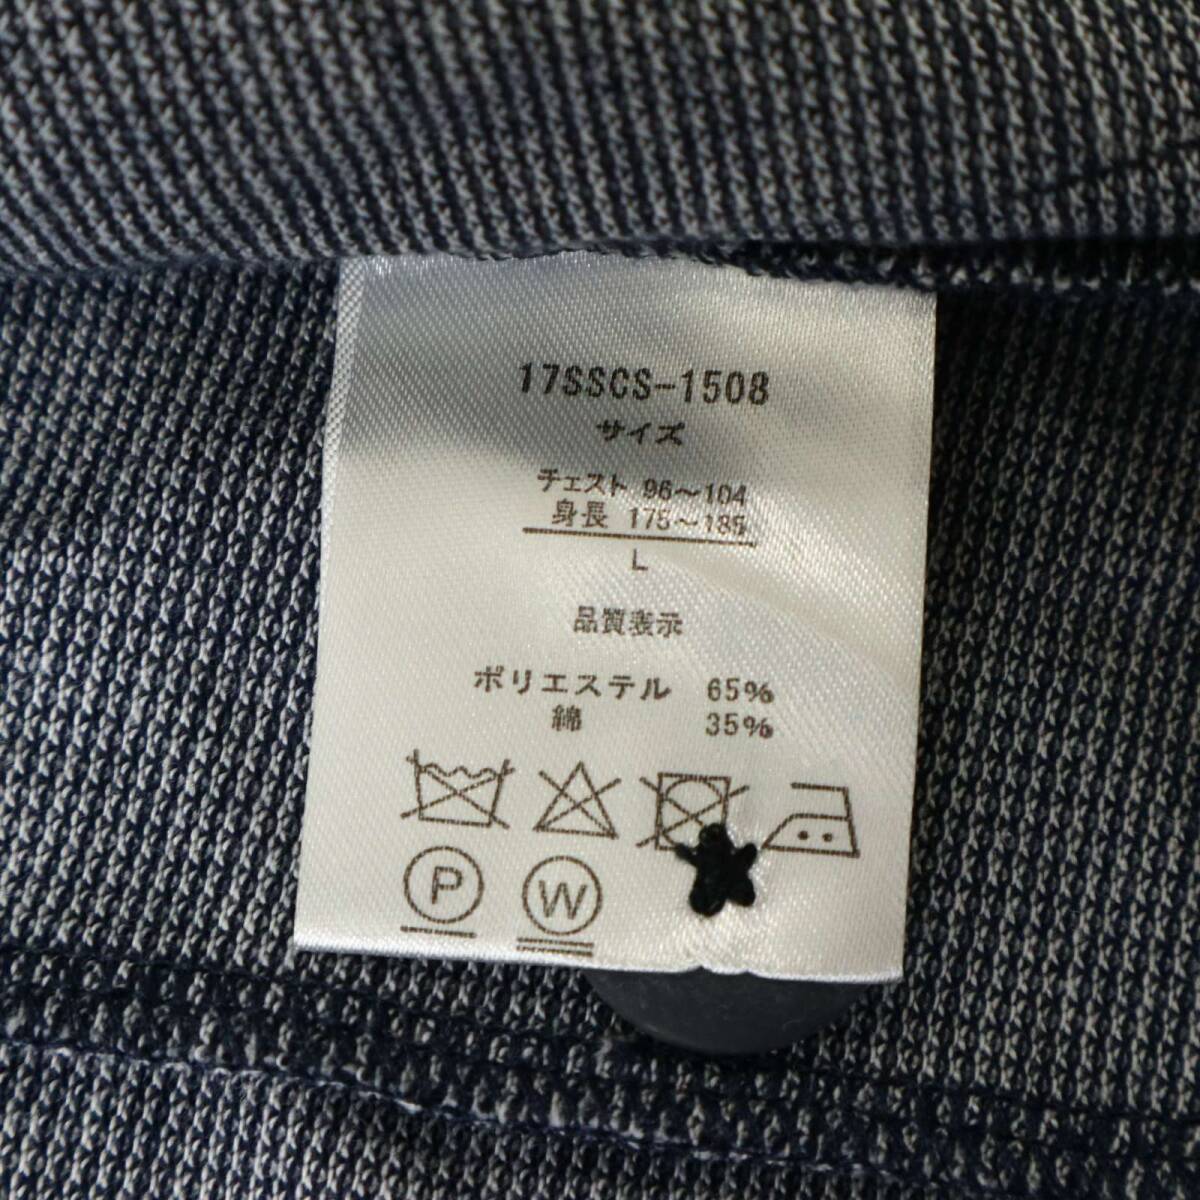 17SSCS-1508
サイズ
チェスト 96～104
身長 175～185
L
品質表示
ポリエステル 65%
綿 35%
P W